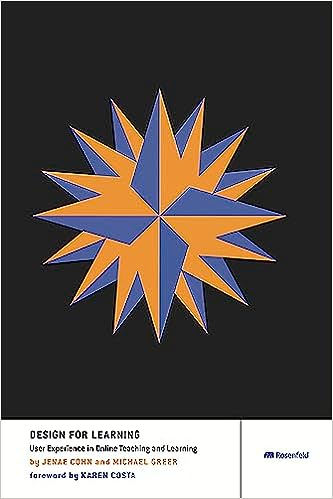 DESIGN FOR LEARNING
User Experience in Online Teaching and Learning
by JENAE COHN and MICHAEL GREER
foreword by KAREN COSTA
Rosenfeld